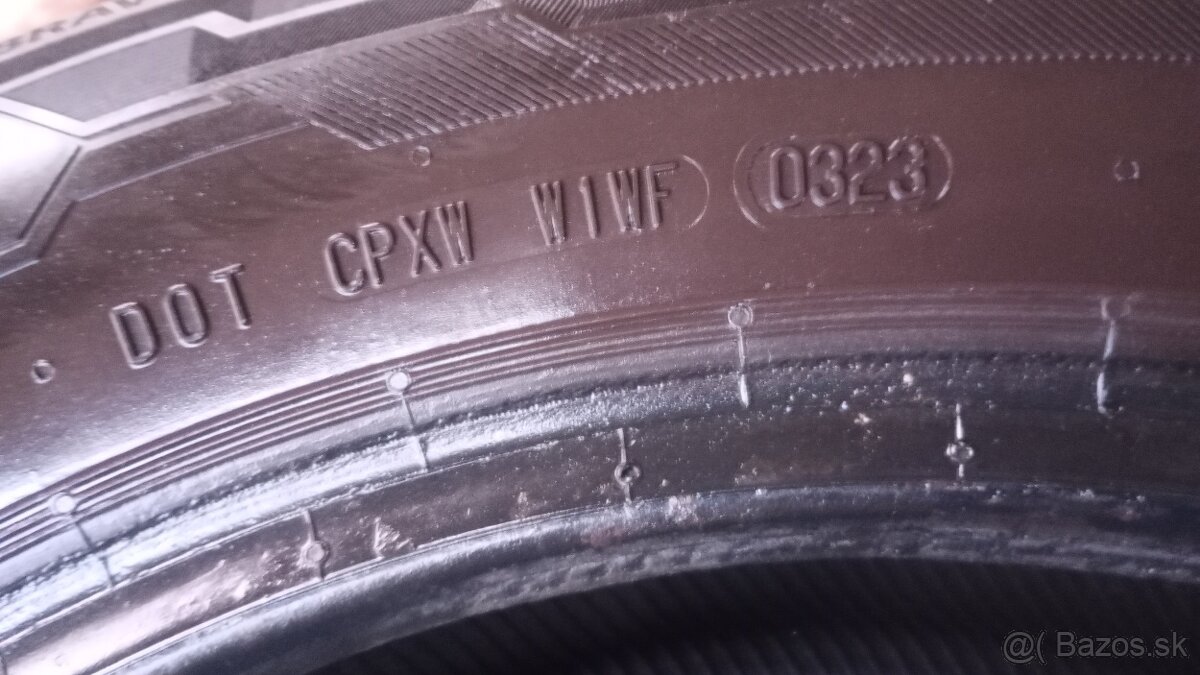 DOT CPXW W1WF 0323
@( Bazos.sk